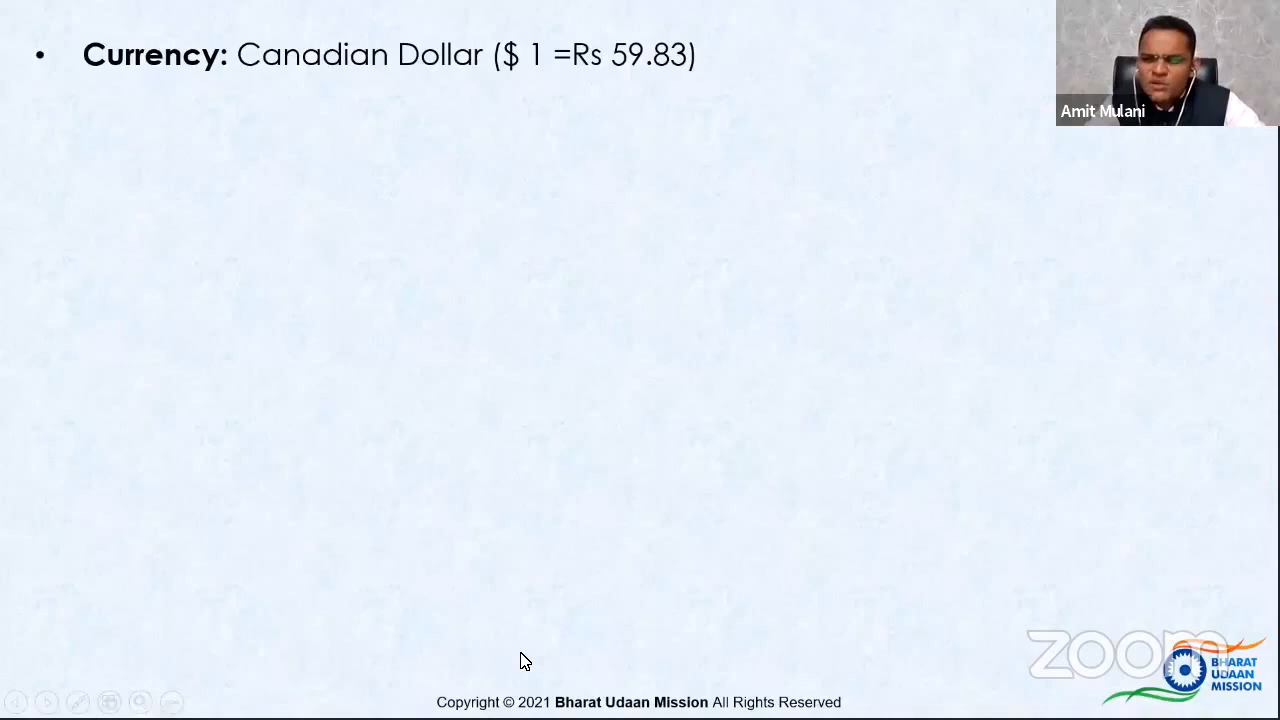 • Currency: Canadian Dollar ($ 1 =Rs 59.83)
Amit Mulani
zoom
BHARAT
UDAAN
MISSION
Copyright © 2021 Bharat Udaan Mission All Rights Reserved